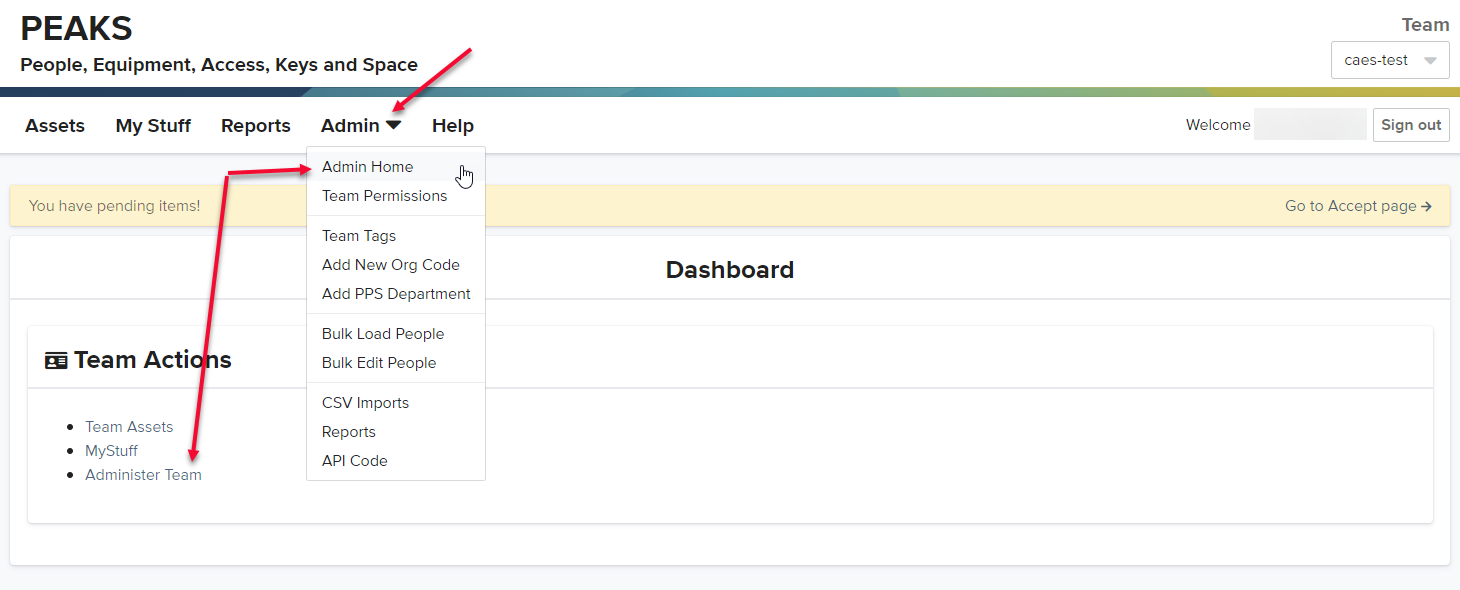 PEAKS
People, Equipment, Access, Keys and Space
Team
caes-test
Assets My Stuff Reports Admin Help
Welcome Sign out
Admin Home
Team Permissions
Team Tags
Add New Org Code
Add PPS Department
Bulk Load People
Bulk Edit People
CSV Imports
Reports
API Code
You have pending items! Go to Accept page
Dashboard
Team Actions
Team Assets
MyStuff
Administer Team